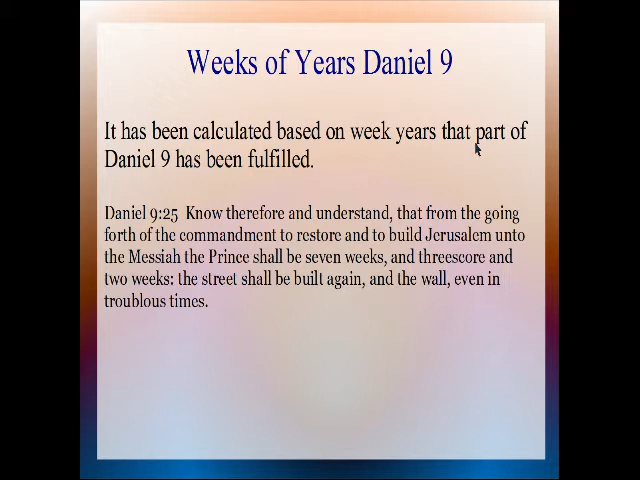 Weeks of Years Daniel 9
It has been calculated based on week years that part of
Daniel 9 has been fulfilled.
Daniel 9:25  Know therefore and understand, that from the going
forth of the commandment to restore and to build Jerusalem unto
the Messiah the Prince shall be seven weeks, and threescore and
two weeks: the street shall be built again, and the wall, even in
troublous times.